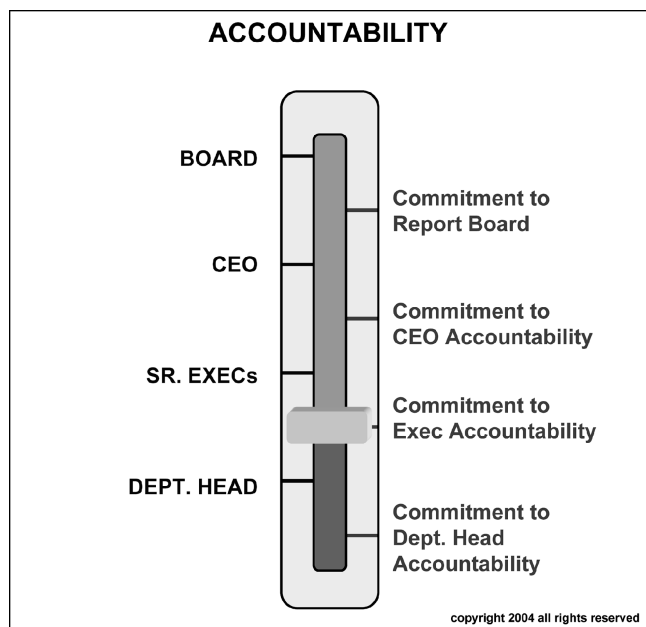 ACCOUNTABILITY
BOARD
Commitment to
Report Board
CEO
Commitment to
CEO Accountability
SR. EXECs
Commitment to
Exec Accountability
DEPT. HEAD
Commitment to
Dept. Head
Accountability
copyright 2004 all rights reserved